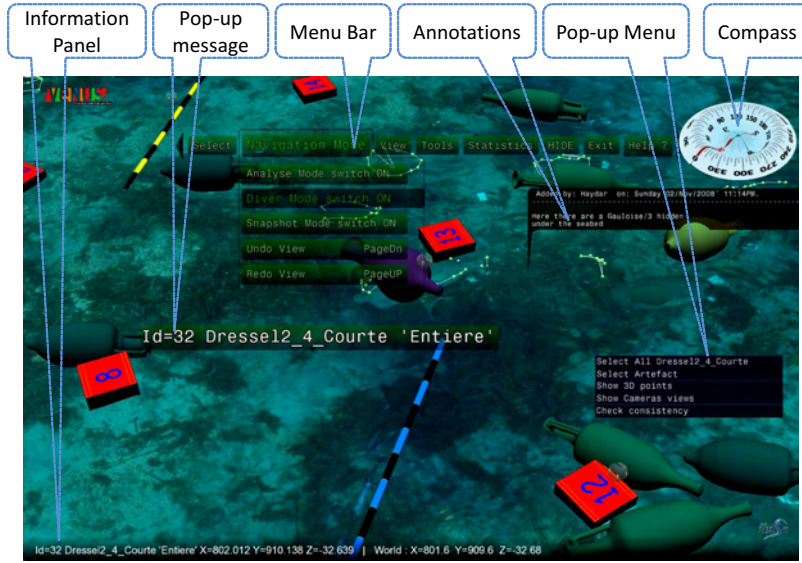 Information Panel
Pop-up message
Menu Bar
Annotations
Pop-up Menu
Compass
VENUS
14
Select Navigation Mode View Tools Statistics HIDE Exit Help ?
Analyse Mode switch ON
Diver Mode switch ON
Snapshot Mode switch ON
Undo View PageDn
Redo View PageUP
Added by: Haydar on: Sunday 02/Nov/2008 11:14PM.
Here there are a Gauloise/3 hidden
under the seabed
13
Id=32 Dressel2_4_Courte 'Entiere'
8
Select All Dressel2_4_Courte
Select Artefact
Show 3D points
Show Cameras views
Check consistency
12
Id=32 Dressel2_4_Courte 'Entiere' X=802.012 Y=910.138 Z=-32.639 | World : X=801.6 Y=909.6 Z=-32.68